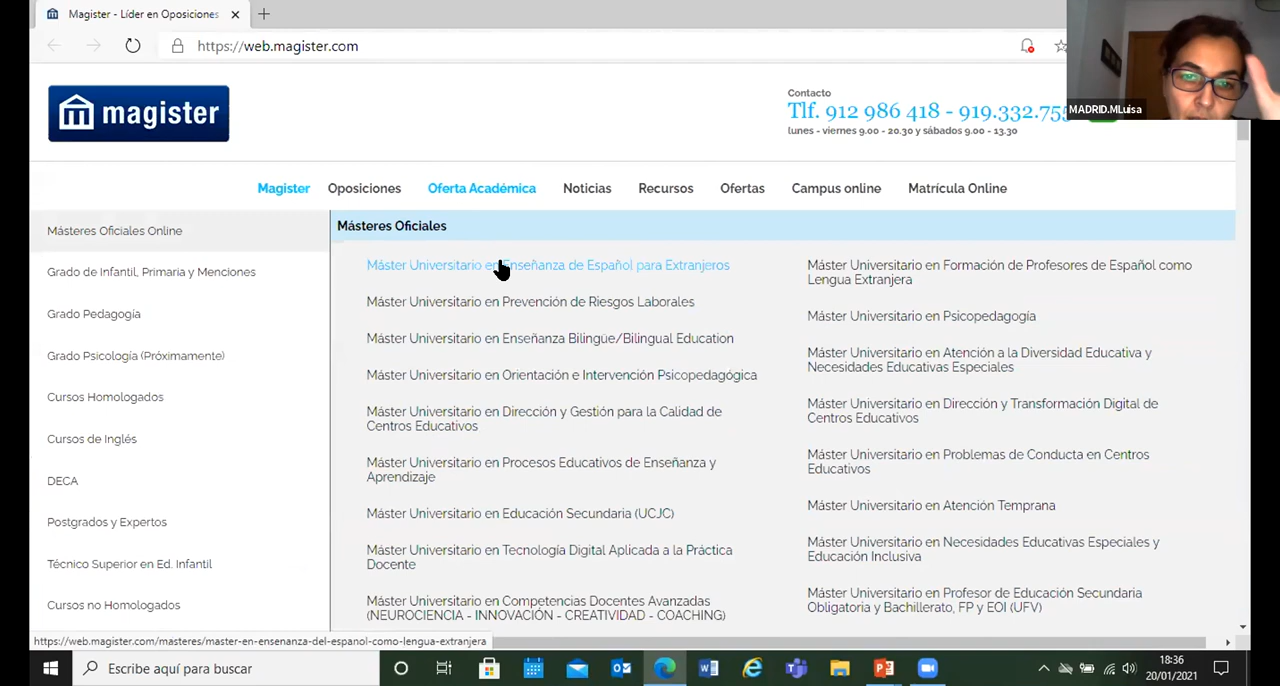 Magister - Líder en Oposiciones
https://web.magister.com
magister
Contacto
Tlf. 912 986 418 - 919.332.755
lunes - viernes 9.00 - 20.30 y sábados 9.00 - 13.30
MADRID.MLuisa
Magister
Oposiciones
Oferta Académica
Noticias
Recursos
Ofertas
Campus online
Matrícula Online
Másteres Oficiales Online
Grado de Infantil, Primaria y Menciones
Grado Pedagogía
Grado Psicología (Próximamente)
Cursos Homologados
Cursos de Inglés
DECA
Postgrados y Expertos
Técnico Superior en Ed. Infantil
Cursos no Homologados
Másteres Oficiales
Máster Universitario en Enseñanza de Español para Extranjeros
Máster Universitario en Prevención de Riesgos Laborales
Máster Universitario en Enseñanza Bilingüe/Bilingual Education
Máster Universitario en Orientación e Intervención Psicopedagógica
Máster Universitario en Dirección y Gestión para la Calidad de
Centros Educativos
Máster Universitario en Procesos Educativos de Enseñanza y
Aprendizaje
Máster Universitario en Educación Secundaria (UCJC)
Máster Universitario en Tecnología Digital Aplicada a la Práctica
Docente
Máster Universitario en Competencias Docentes Avanzadas
(NEUROCIENCIA - INNOVACIÓN - CREATIVIDAD - COACHING)
Máster Universitario en Formación de Profesores de Español como
Lengua Extranjera
Máster Universitario en Psicopedagogía
Máster Universitario en Atención a la Diversidad Educativa y
Necesidades Educativas Especiales
Máster Universitario en Dirección y Transformación Digital de
Centros Educativos
Máster Universitario en Problemas de Conducta en Centros
Educativos
Máster Universitario en Atención Temprana
Máster Universitario en Necesidades Educativas Especiales y
Educación Inclusiva
Máster Universitario en Profesor de Educación Secundaria
Obligatoria y Bachillerato, FP y EOI (UFV)
https://web.magister.com/masteres/master-en-ensenanza-del-espanol-como-lengua-extranjera
Escribe aquí para buscar
18:36
20/01/2021